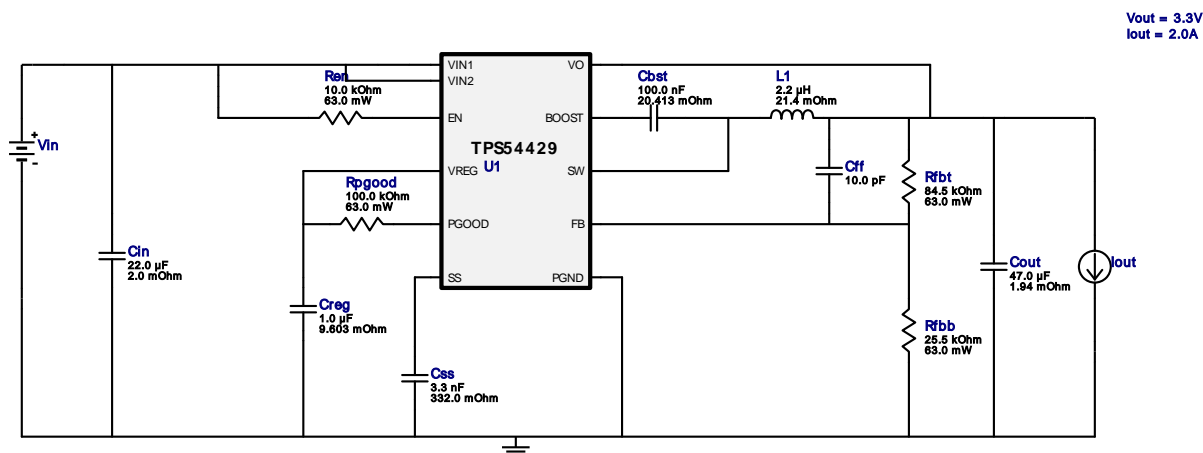 Vout = 3.3V
Iout = 2.0A
VIN1
VO
VIN2
Ren
10.0 kOhm
63.0 mW
Cbst
100.0 nF
20.413 mOhm
L1
2.2 µH
21.4 mOhm
EN
BOOST
TPS54429
U1
Vin
+
-
VREG
SW
Rpgood
100.0 kOhm
63.0 mW
Cff
10.0 pF
Rfbt
84.5 kOhm
63.0 mW
PGOOD
FB
Cin
22.0 µF
2.0 mOhm
SS
PGND
Cout
47.0 µF
1.94 mOhm
Iout
Creg
1.0 µF
9.603 mOhm
Rfbb
25.5 kOhm
63.0 mW
Css
3.3 nF
332.0 mOhm